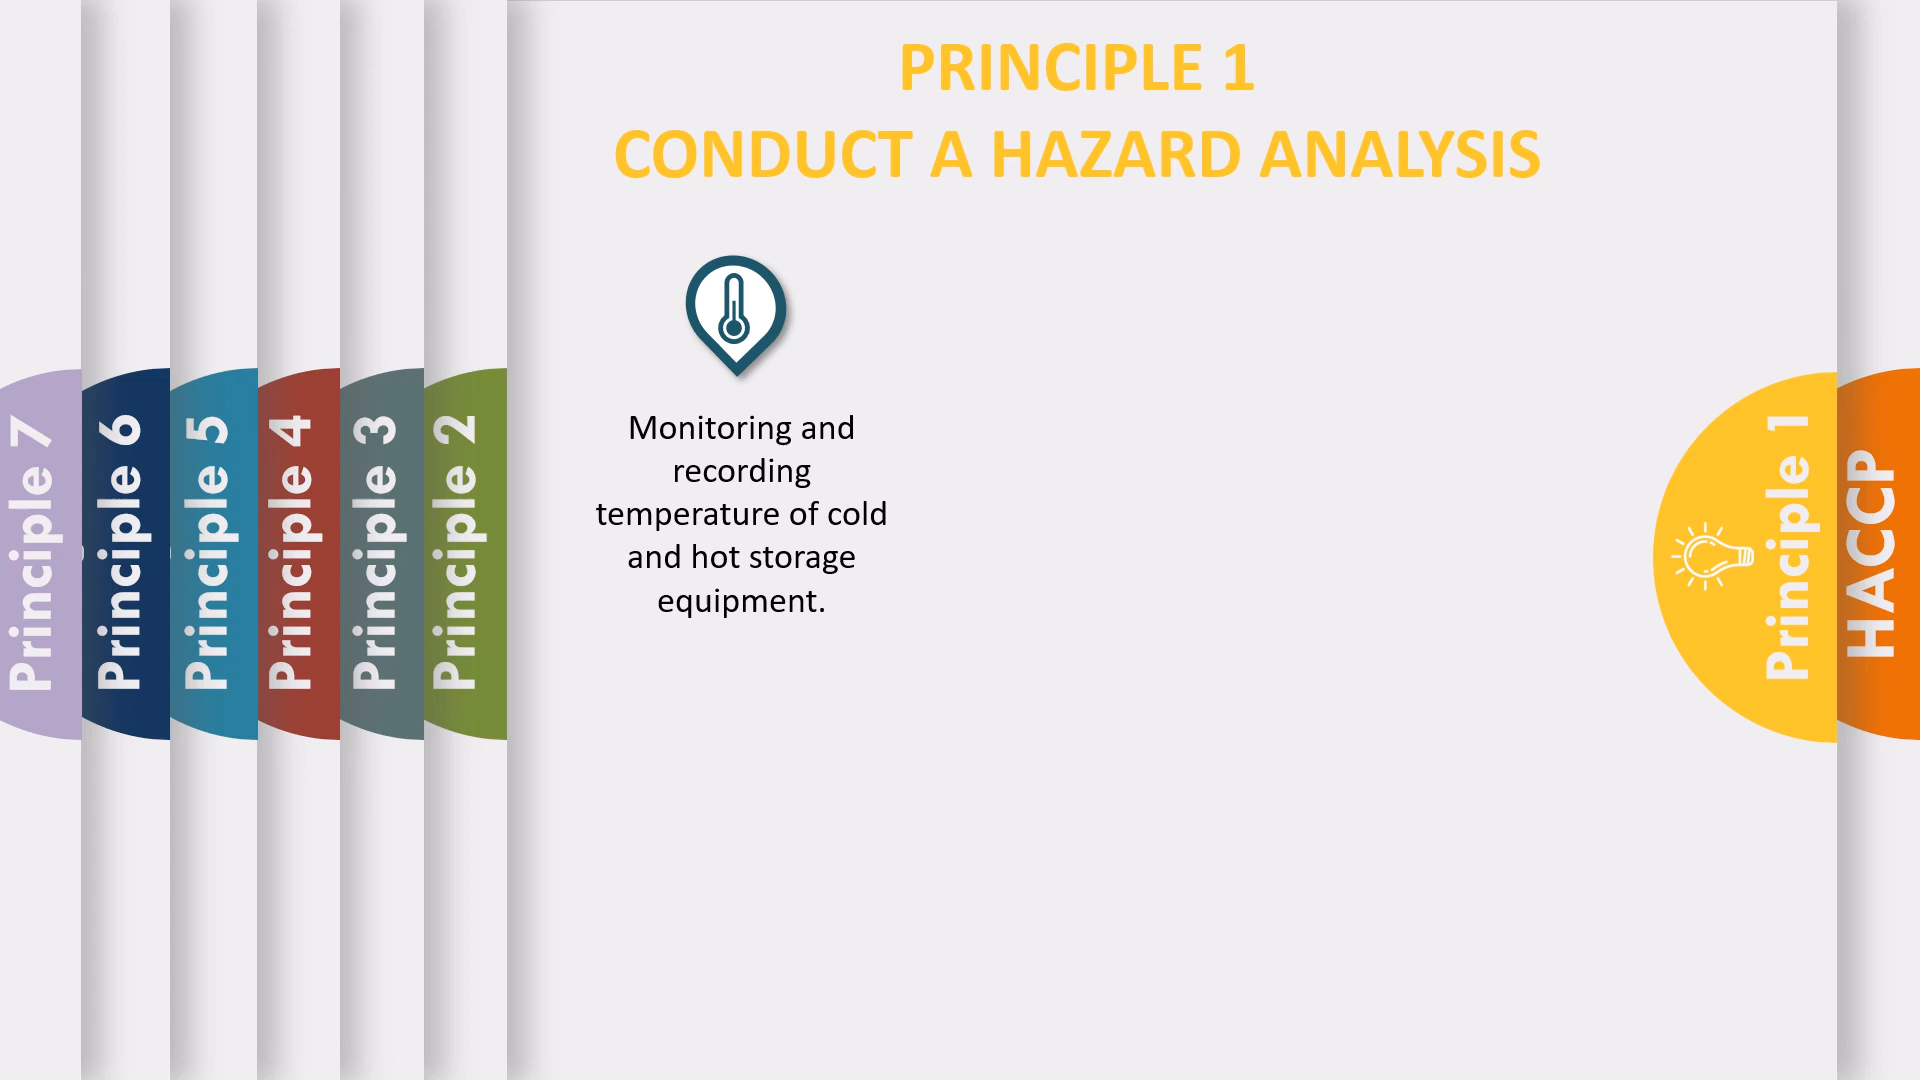 PRINCIPLE 1
CONDUCT A HAZARD ANALYSIS
Monitoring and
recording
temperature of cold
and hot storage
equipment.
Principle 7
Principle 6
Principle 5
Principle 4
Principle 3
Principle 2
Principle 1
HACCP